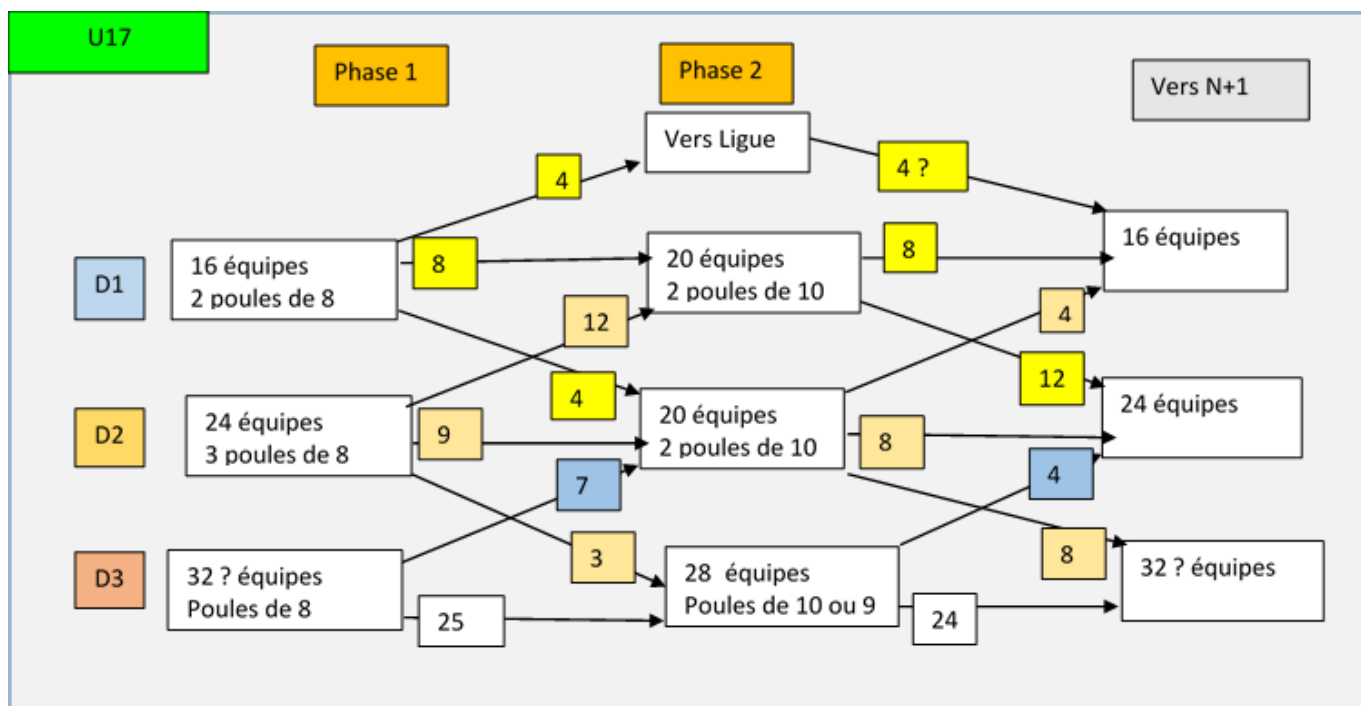 U17
Phase 1
Phase 2
Vers N+1
Vers Ligue
4
4 ?
D1
16 équipes
2 poules de 8
8
20 équipes
2 poules de 10
8
16 équipes
12
4
4
12
D2
24 équipes
3 poules de 8
9
20 équipes
2 poules de 10
8
24 équipes
7
4
3
8
D3
32 ? équipes
Poules de 8
25
28 équipes
Poules de 10 ou 9
24
32 ? équipes